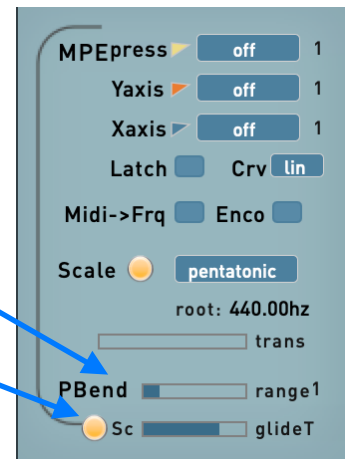 MPEpress off 1
Yaxis off 1
Xaxis off 1
Latch Crv lin
Midi->Frq Enco
Scale pentatonic
root: 440.00hz
trans
PBend range1
Sc glideT